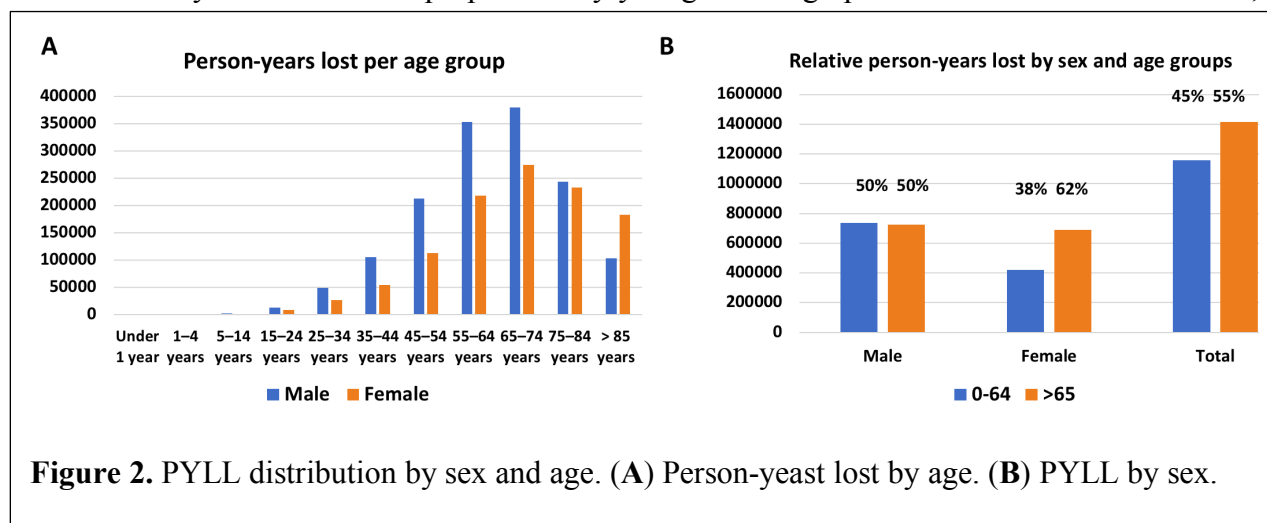 A
Person-years lost per age group
400000
350000
300000
250000
200000
150000
100000
50000
0
Under 1–4 5–14 15–24 25–34 35–44 45–54 55–64 65–74 75–84 > 85
1 year years years years years years years years years years years
Male Female
B
Relative person-years lost by sex and age groups
1600000
1400000
1200000
1000000
800000
600000
400000
200000
0
45% 55%
50% 50% 38% 62%
Male Female Total
0-64 >65
Figure 2. PYLL distribution by sex and age. (A) Person-yeast lost by age. (B) PYLL by sex.